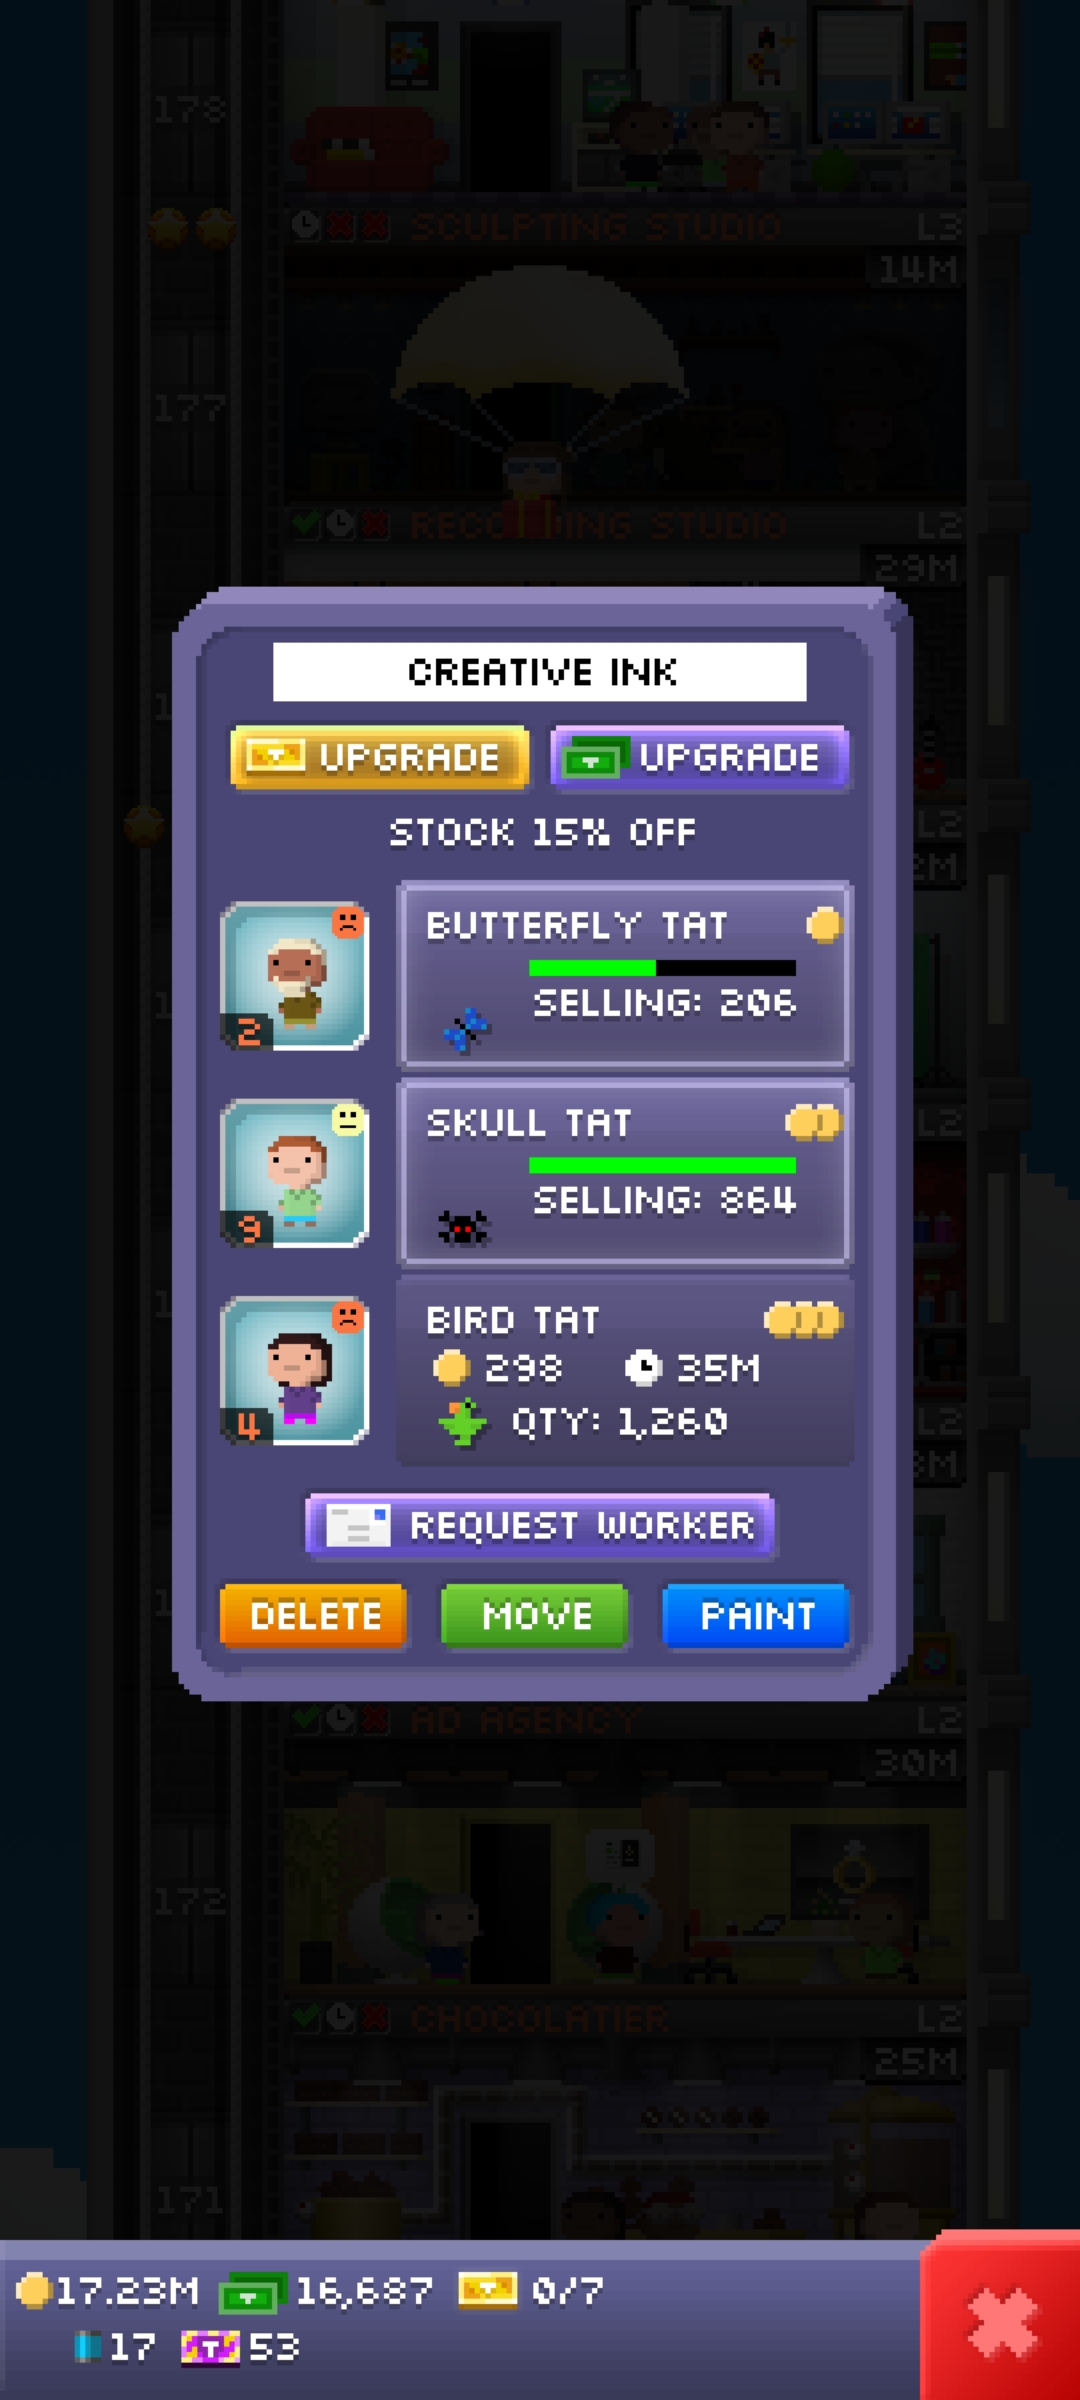 178
SCULPTING STUDIO L3
14M
177
RECORDING STUDIO L2
29M
CREATIVE INK
UPGRADE UPGRADE
L2
STOCK 15% OFF
BUTTERFLY TAT
SELLING: 206
2
SKULL TAT
L2
SELLING: 864
9
BIRD TAT
298 35M
4 QTY: 1,260
L2
REQUEST WORKER
DELETE MOVE PAINT
AD AGENCY L2
30M
172
CHOCOLATIER L2
25M
171
17.23M 16,687 0/7
17 53